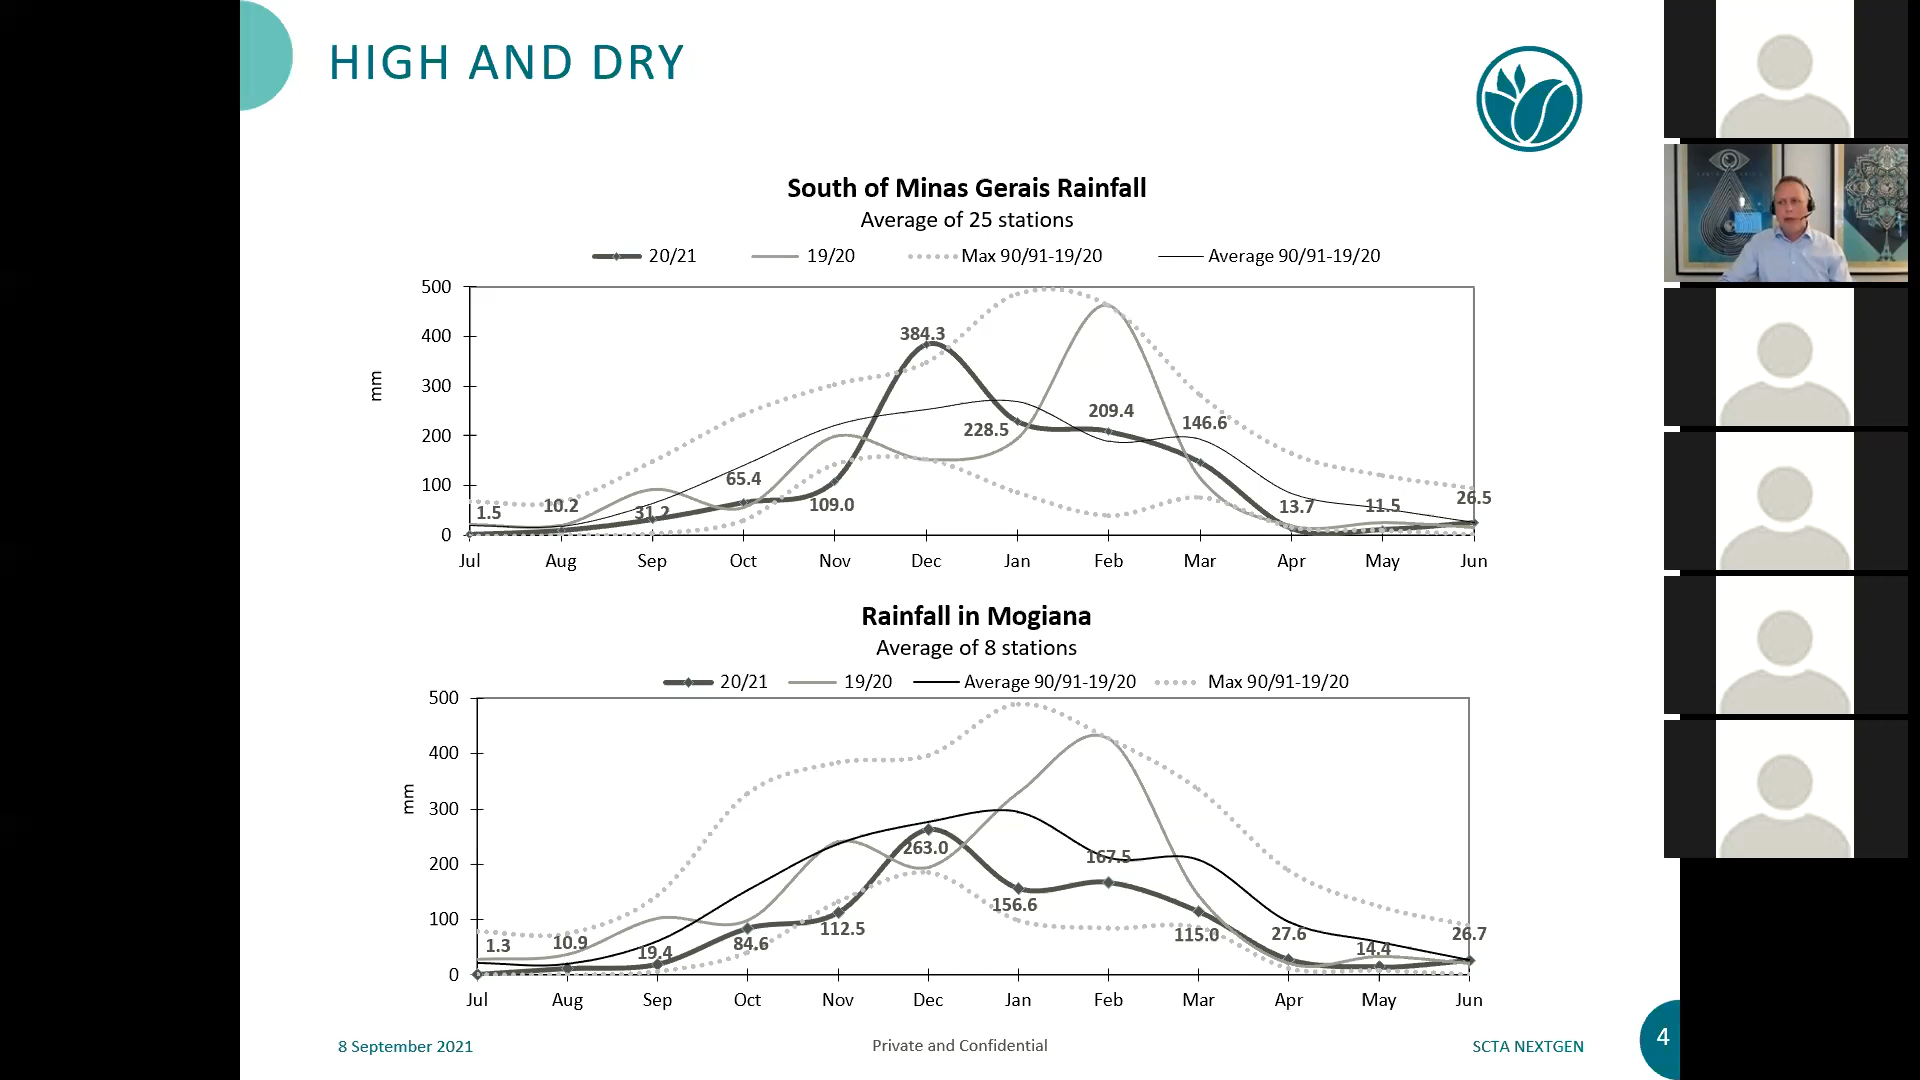 HIGH AND DRY
South of Minas Gerais Rainfall
Average of 25 stations
20/21 19/20 Max 90/91-19/20 Average 90/91-19/20
500
400
300
200
100
0
mm
1.5 10.2 31.2 65.4 109.0 384.3 228.5 209.4 146.6 13.7 11.5 26.5
Jul Aug Sep Oct Nov Dec Jan Feb Mar Apr May Jun
Rainfall in Mogiana
Average of 8 stations
20/21 19/20 Average 90/91-19/20 Max 90/91-19/20
500
400
300
200
100
0
mm
1.3 10.9 19.4 84.6 112.5 263.0 156.6 167.5 115.0 27.6 14.4 26.7
Jul Aug Sep Oct Nov Dec Jan Feb Mar Apr May Jun
8 September 2021 Private and Confidential SCTA NEXTGEN 4